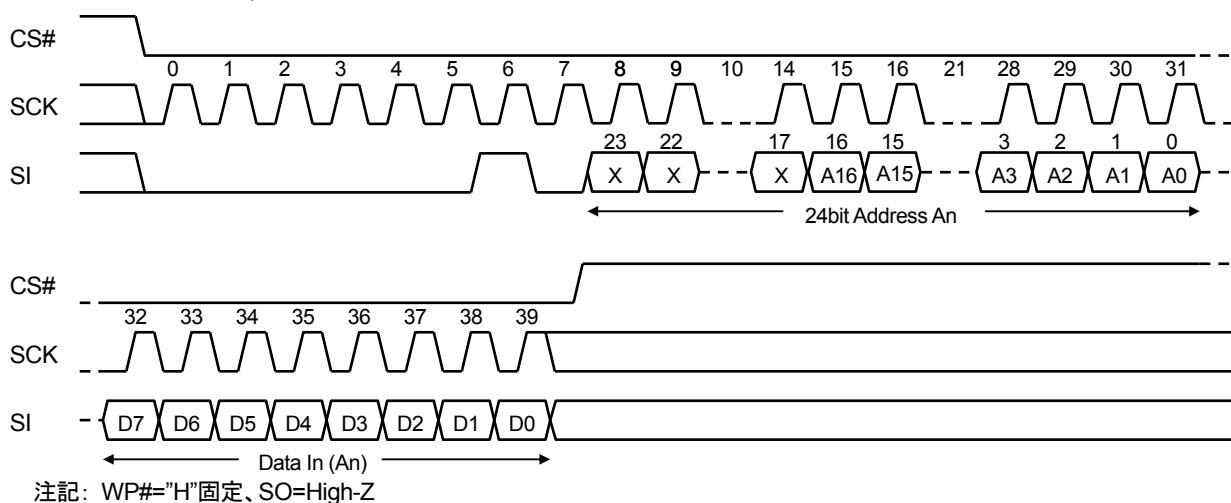 CS#
0 1 2 3 4 5 6 7 8 9 10 14 15 16 21 28 29 30 31
SCK
23 22 17 16 15 3 2 1 0
SI X X X A16 A15 A3 A2 A1 A0
24bit Address An
CS#
32 33 34 35 36 37 38 39
SCK
SI D7 D6 D5 D4 D3 D2 D1 D0
Data In (An)
注記: WP#="H"固定、SO=High-Z